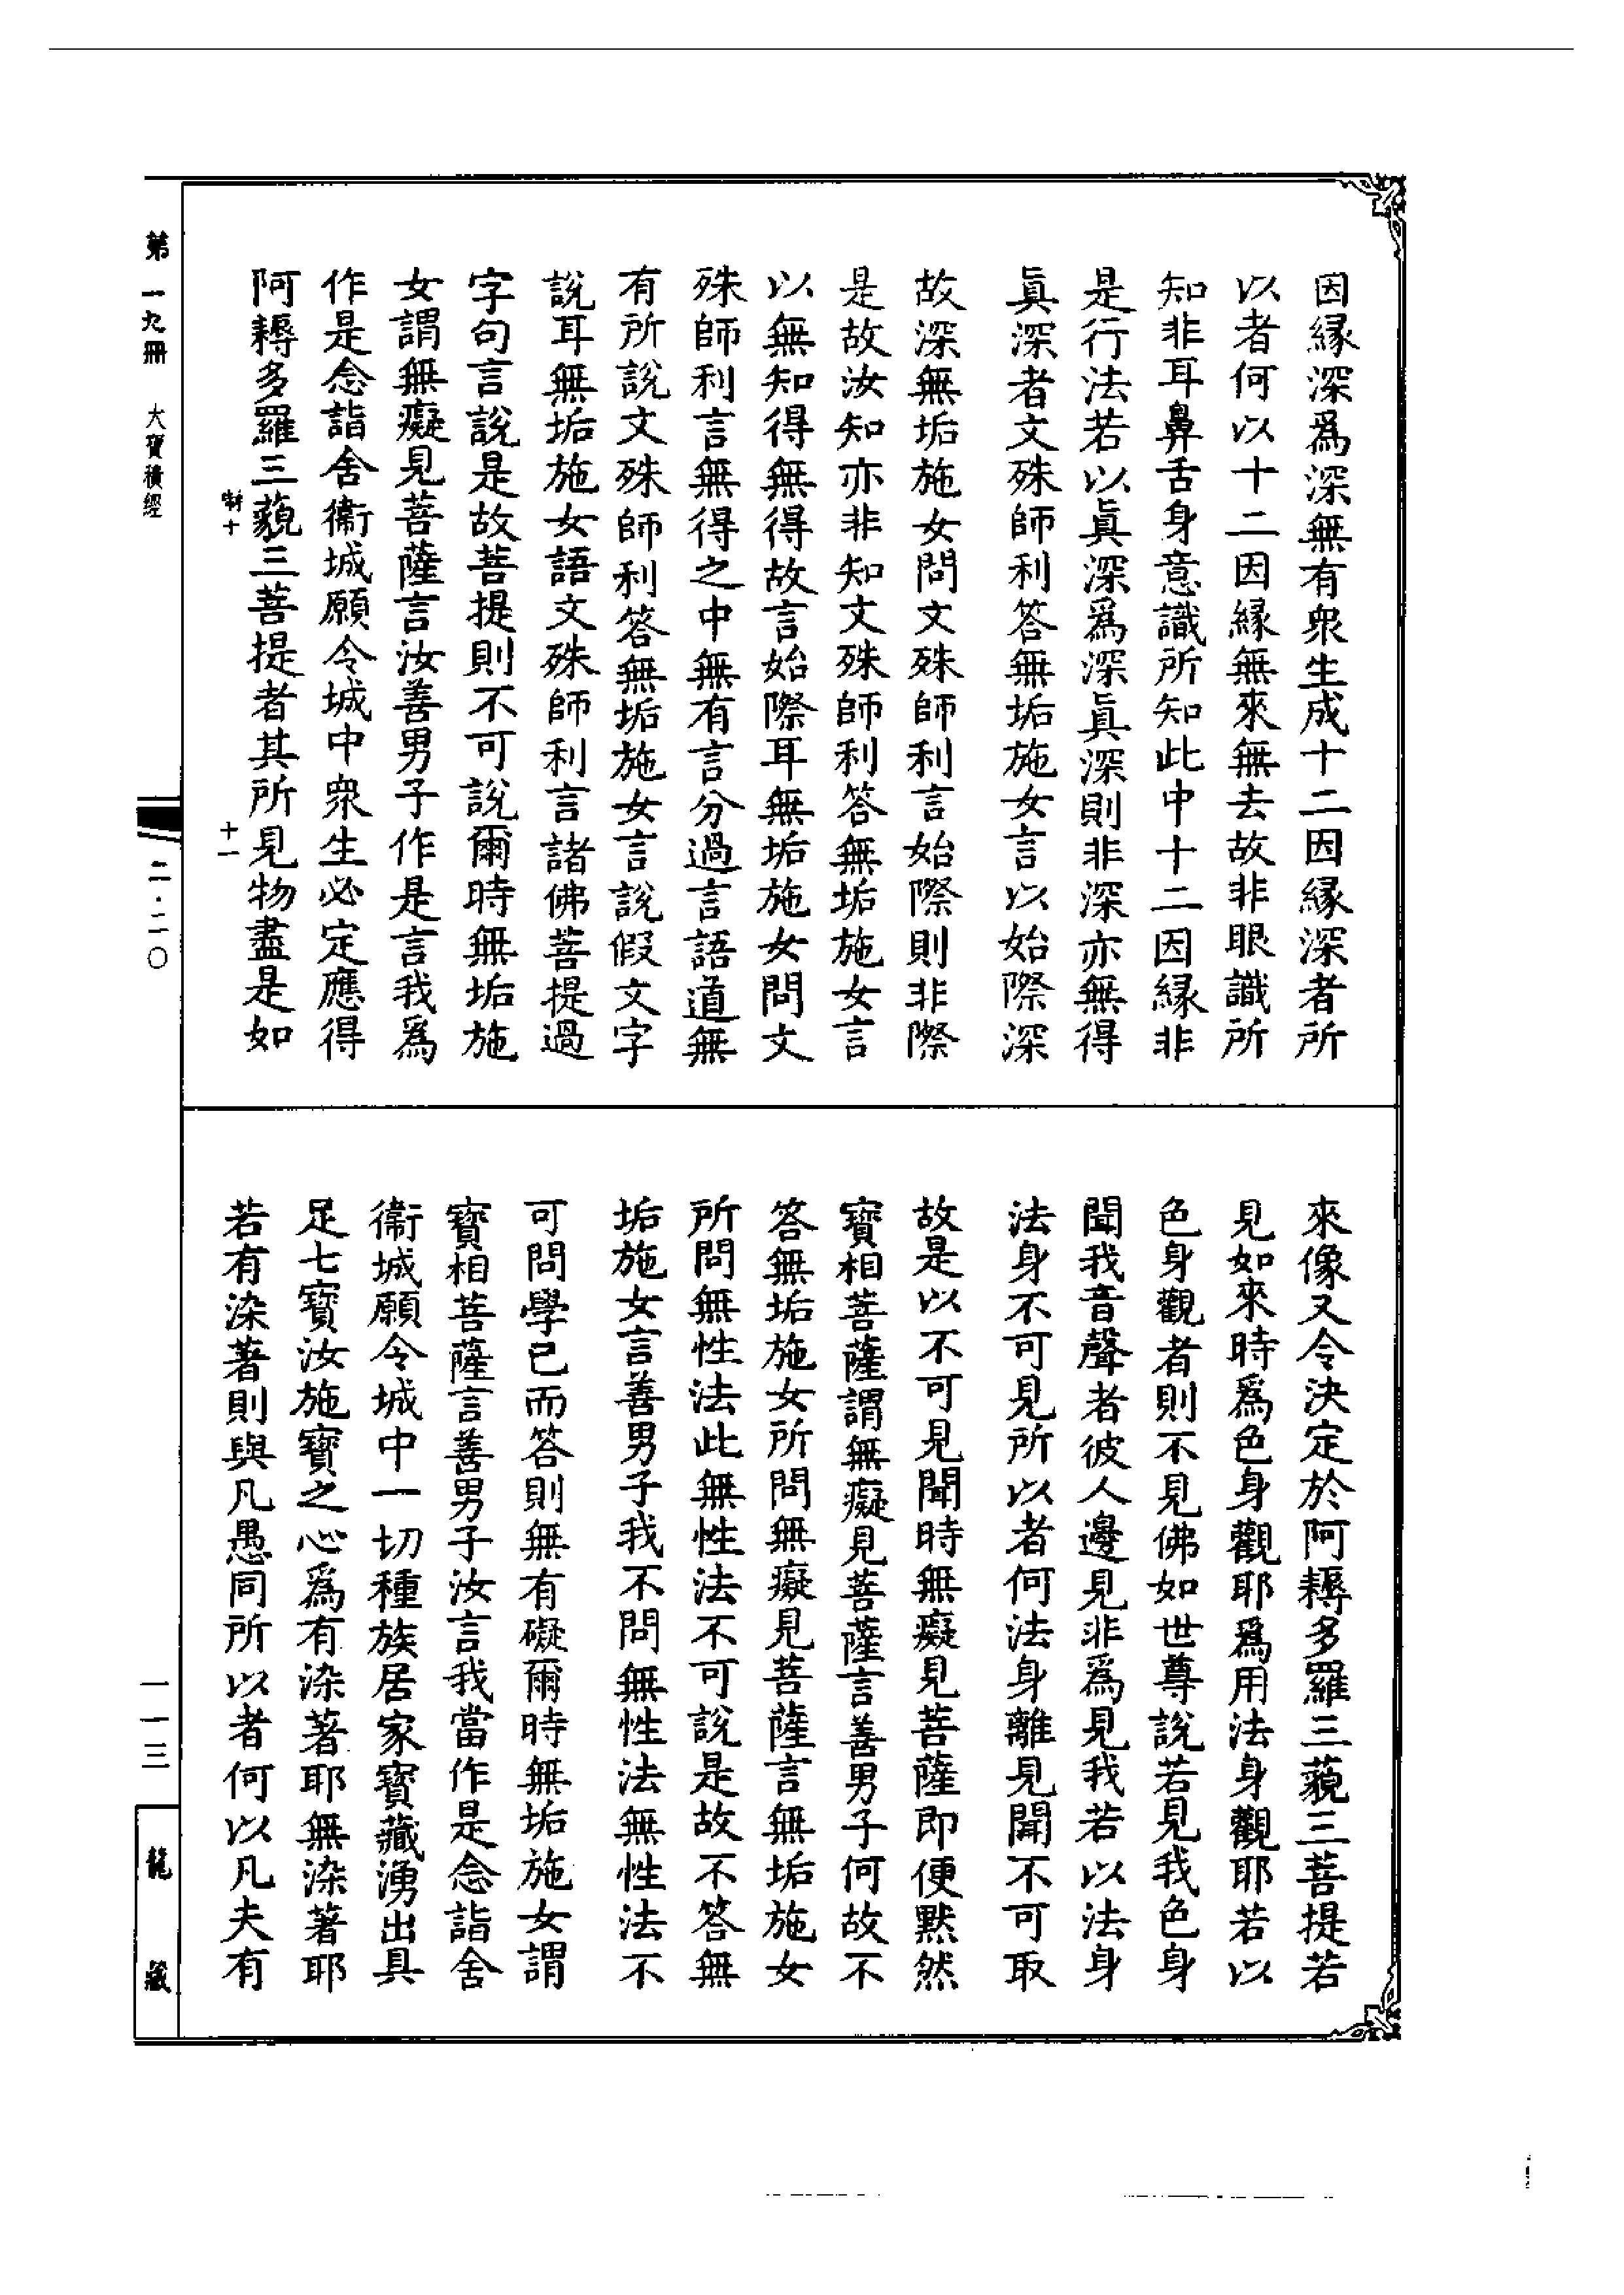 因緣深爲深無有衆生成十二因緣深者所
以者何以十二因緣無來無去故非眼識所
知非耳鼻舌身意識所知此中十二因緣非
是行法若以眞深爲深眞深則非深亦無得
眞深者文殊師利答無垢施女言以始際深
故深無垢施女問文殊師利言始際則非際
是故汝知亦非知文殊師利答無垢施女言
以無知得無得故言始際耳無垢施女問文
殊師利言無得之中無有言分過言語道無
有所說文殊師利答無垢施女言說假文字
說耳無垢施女語文殊師利言諸佛菩提過
字句言說是故菩提則不可說爾時無垢施
女謂無癡見菩薩言汝善男子作是言我爲
作是念詣舍衞城願令城中衆生必定應得
阿耨多羅三藐三菩提者其所見物盡是如
十一
來像又令決定於阿耨多羅三藐三菩提若
見如來時爲色身觀耶爲用法身觀耶若以
色身觀者則不見佛如世尊說若見我色身
聞我音聲者彼人邊見非爲見我若以法身
法身不可見所以者何法身離見聞不可取
故是以不可見聞時無癡見菩薩即便默然
寶相菩薩謂無癡見菩薩言善男子何故不
答無垢施女所問無癡見菩薩言無垢施女
所問無性法此無性法不可說是故不答無
垢施女言善男子我不問無性法無性法不
可問學已而答則無有礙爾時無垢施女謂
寶相菩薩言善男子汝言我當作是念詣舍
衞城願令城中一切種族居家寶藏湧出具
足七寶汝施寶之心爲有染著耶無染著耶
若有染著則與凡愚同所以者何以凡夫有
第一九冊 大寶積經
二·二〇
一一三
龍藏